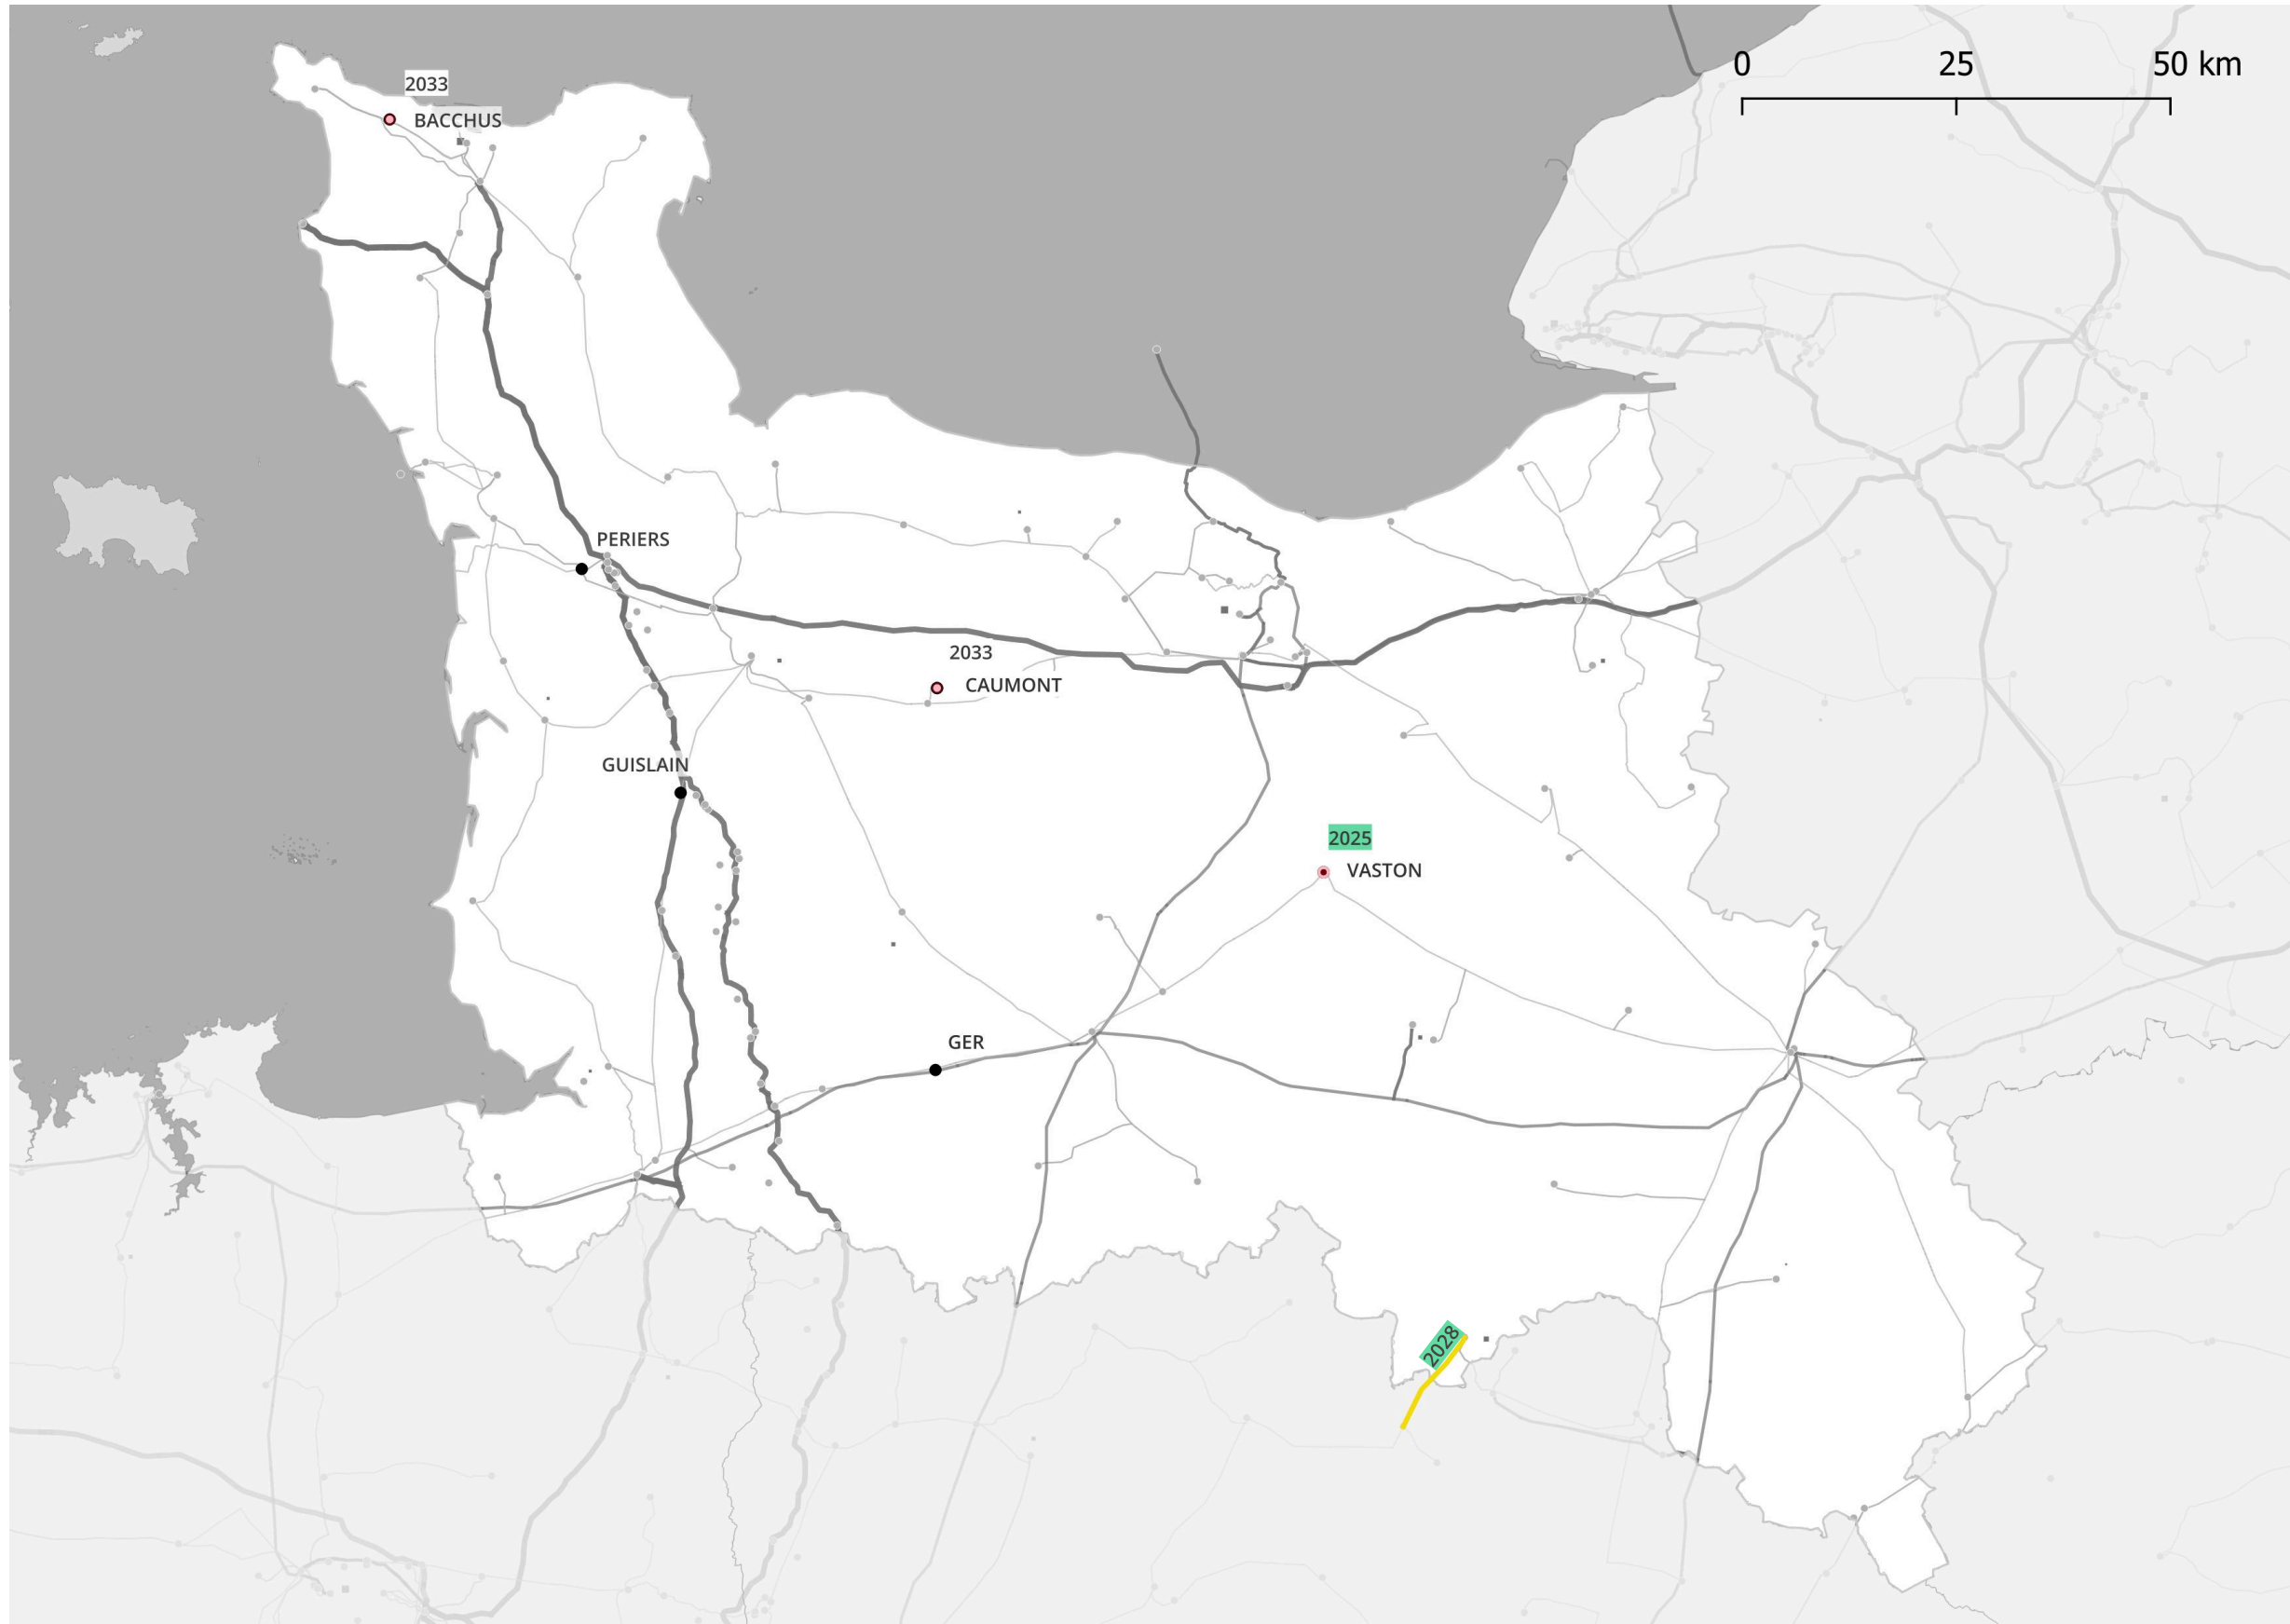 0 25 50 km
2033
BACCHUS
PERIERS
2033
CAUMONT
GUISLAIN
2025
VASTON
GER
2028